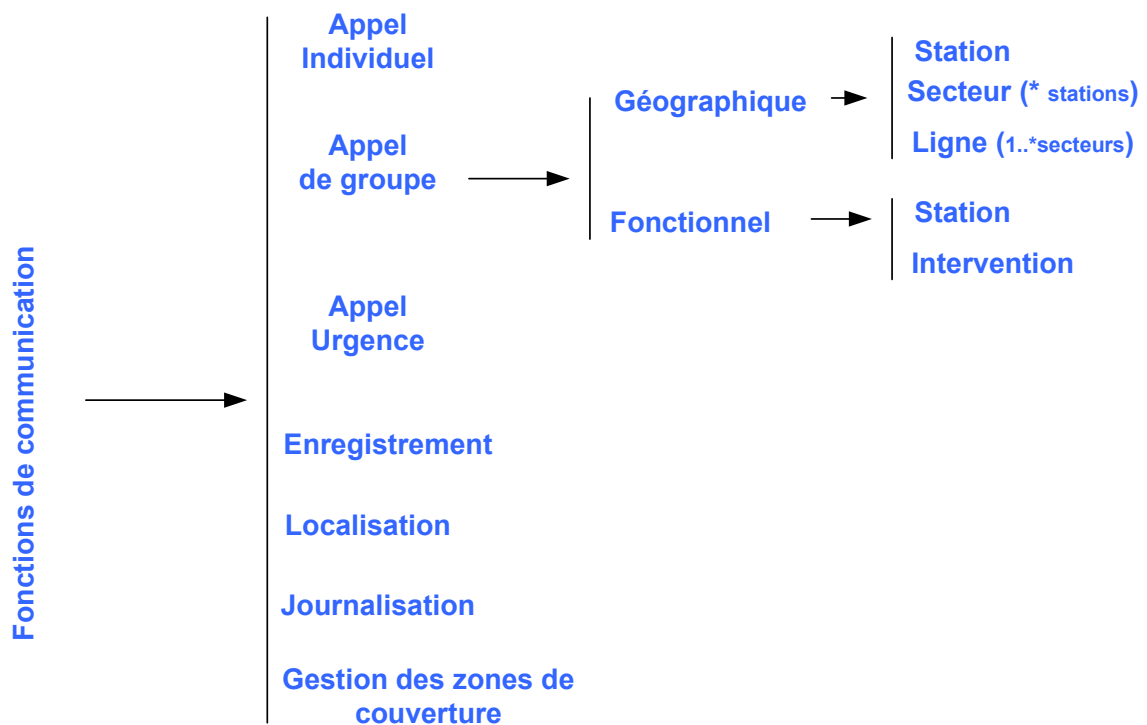 Fonctions de communication
Appel
Individuel
Appel
de groupe
Géographique
Station
Secteur (* stations)
Ligne (1..*secteurs)
Fonctionnel
Station
Intervention
Appel
Urgence
Enregistrement
Localisation
Journalisation
Gestion des zones de
couverture